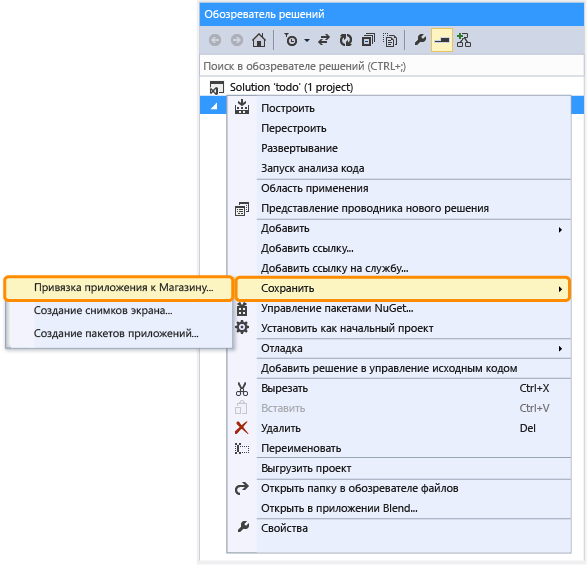 Обозреватель решений
Поиск в обозревателе решений (CTRL+;)
Solution 'todo' (1 project)
Построить
Перестроить
Развертывание
Запуск анализа кода
Область применения
Представление проводника нового решения
Добавить
Добавить ссылку...
Добавить ссылку на службу...
Привязка приложения к Магазину...
Создание снимков экрана...
Создание пакетов приложений...
Сохранить
Управление пакетами NuGet...
Установить как начальный проект
Отладка
Добавить решение в управление исходным кодом
Вырезать Ctrl+X
Вставить Ctrl+V
Удалить Del
Переименовать
Выгрузить проект
Открыть папку в обозревателе файлов
Открыть в приложении Blend...
Свойства